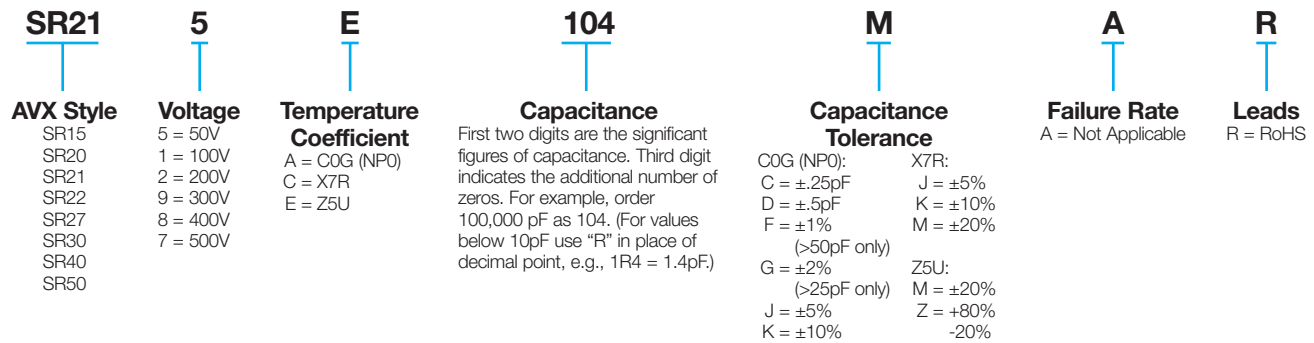 SR21 5 E 104 M A R
AVX Style
SR15
SR20
SR21
SR22
SR27
SR30
SR40
SR50
Voltage
5 = 50V
1 = 100V
2 = 200V
9 = 300V
8 = 400V
7 = 500V
Temperature
Coefficient
A = C0G (NP0)
C = X7R
E = Z5U
Capacitance
First two digits are the significant
figures of capacitance. Third digit
indicates the additional number of
zeros. For example, order
100,000 pF as 104. (For values
below 10pF use “R” in place of
decimal point, e.g., 1R4 = 1.4pF.)
Capacitance
Tolerance
C0G (NP0):
C = ±.25pF
D = ±.5pF
F = ±1%
(>50pF only)
G = ±2%
(>25pF only)
J = ±5%
K = ±10%
X7R:
J = ±5%
K = ±10%
M = ±20%
Z5U:
M = ±20%
Z = +80%
-20%
Failure Rate
A = Not Applicable
Leads
R = RoHS